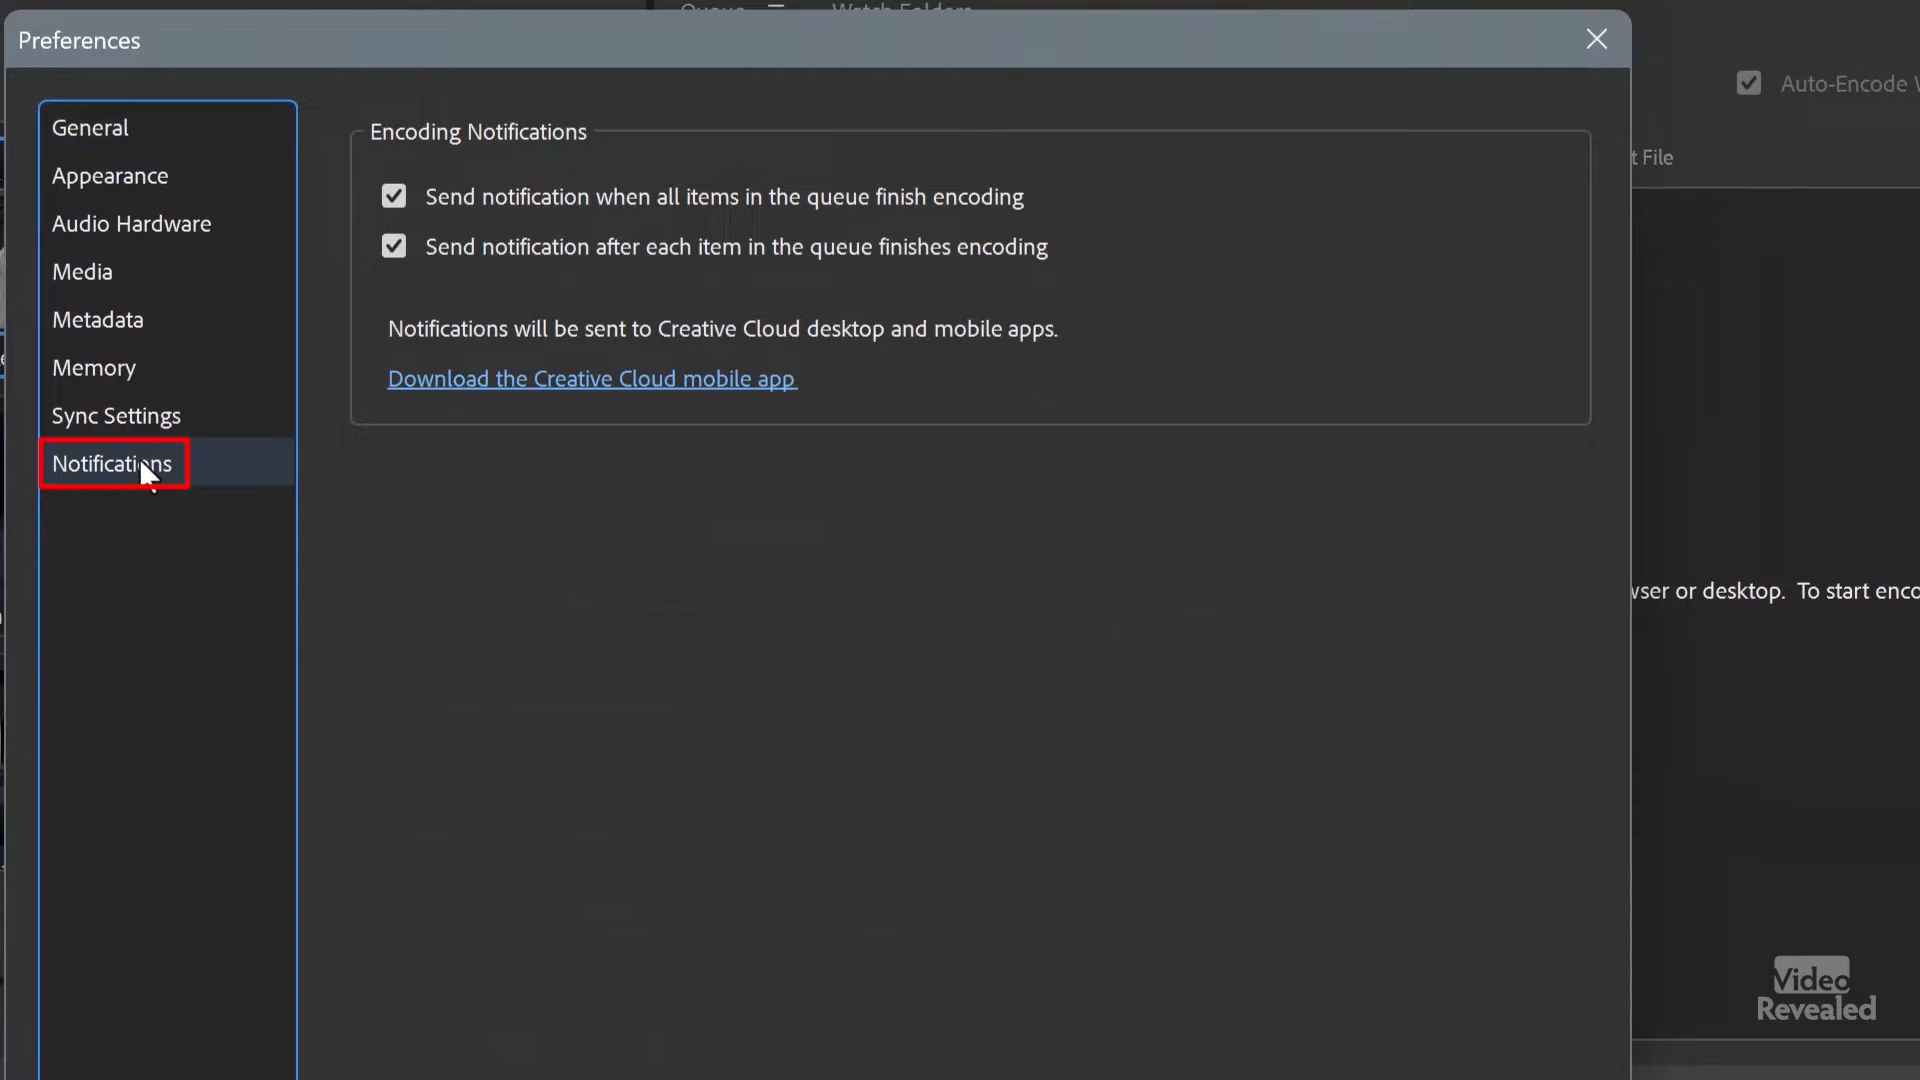 Queue Watch Folders
Preferences
Auto-Encode
General
Encoding Notifications
t File
Appearance
Send notification when all items in the queue finish encoding
Audio Hardware
Send notification after each item in the queue finishes encoding
Media
Metadata
Notifications will be sent to Creative Cloud desktop and mobile apps.
Memory
Download the Creative Cloud mobile app
Sync Settings
Notifications
wser or desktop. To start enco
Video
Revealed